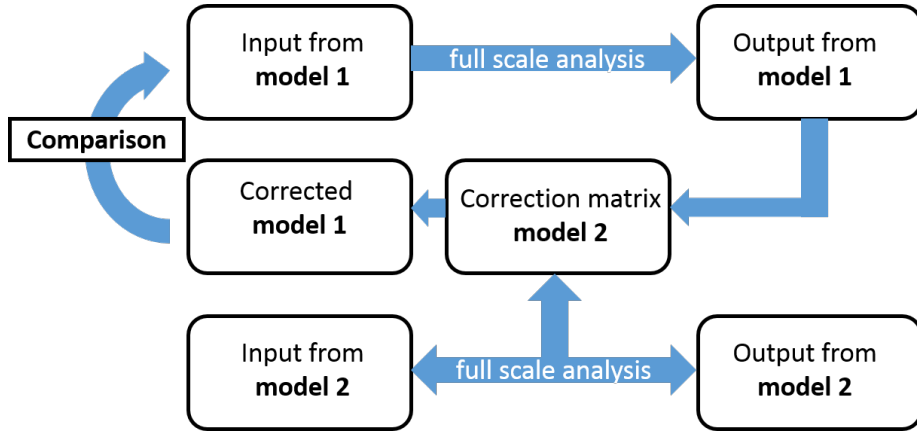 Input from
model 1
full scale analysis
Output from
model 1
Comparison
Corrected
model 1
Correction matrix
model 2
Input from
model 2
full scale analysis
Output from
model 2